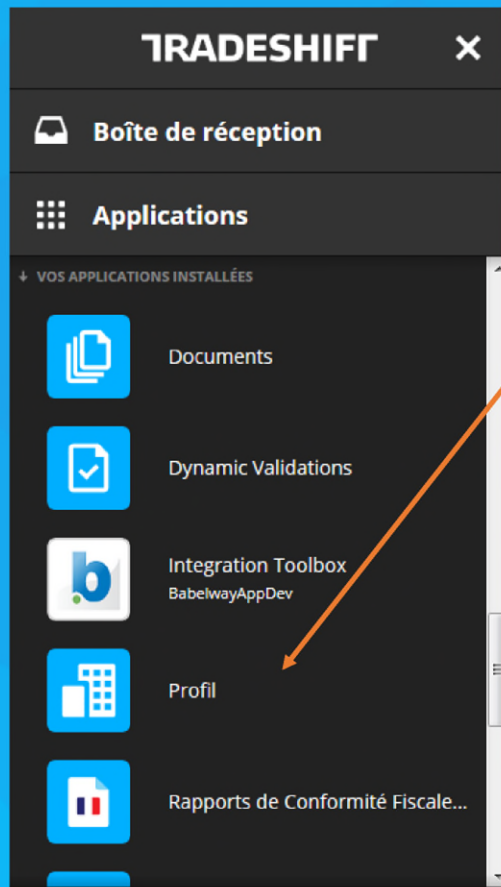 TRADESHIFT
Boîte de réception
Applications
VOS APPLICATIONS INSTALLÉES
Documents
Dynamic Validations
Integration Toolbox
BabelwayAppDev
Profil
Rapports de Conformité Fiscale...